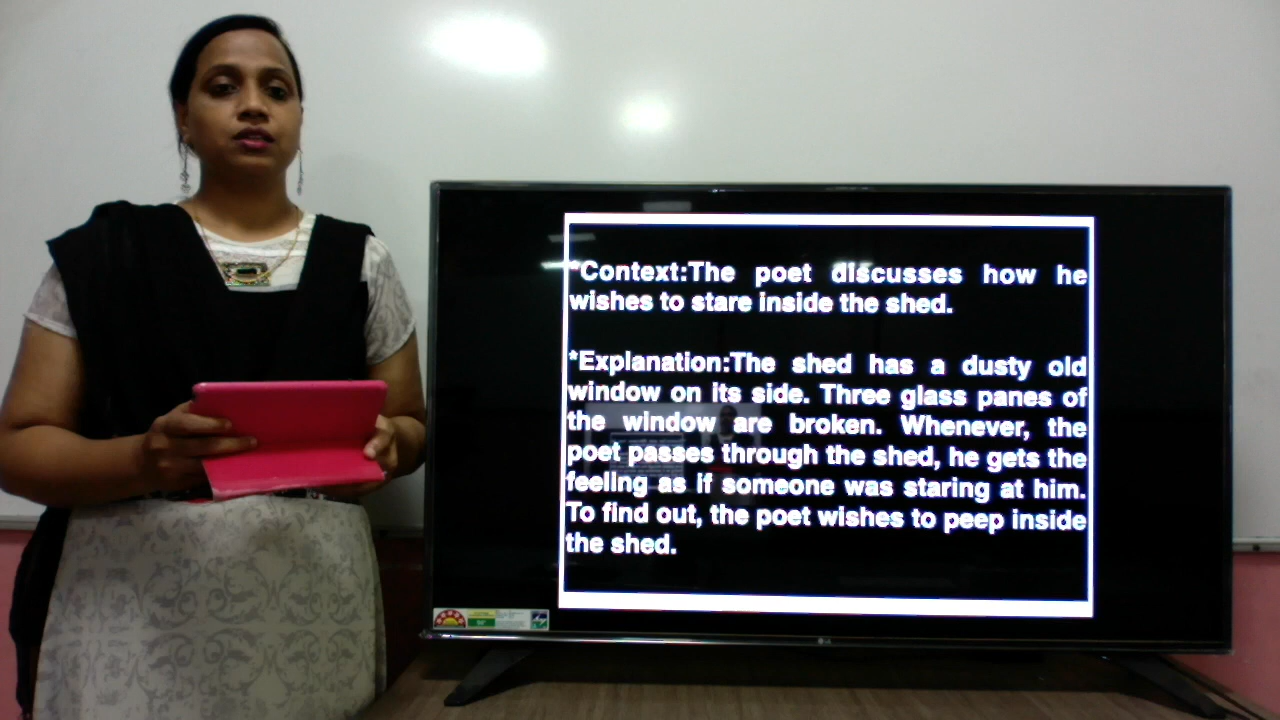 *Context:The poet discusses how he
wishes to stare inside the shed.
*Explanation:The shed has a dusty old
window on its side. Three glass panes of
the window are broken. Whenever, the
poet passes through the shed, he gets the
feeling as if someone was staring at him.
To find out, the poet wishes to peep inside
the shed.
LG